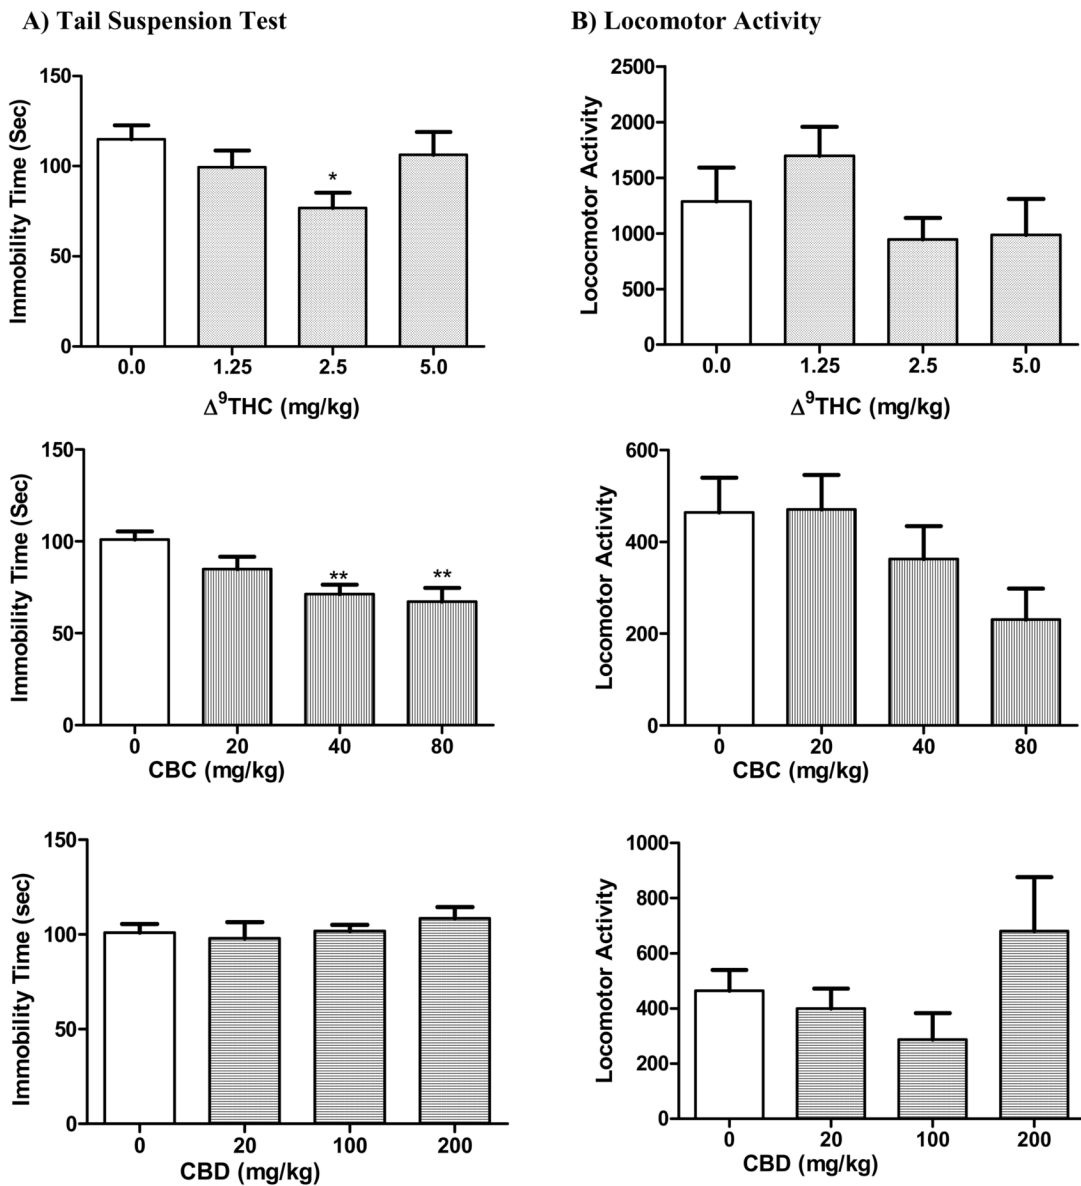 A) Tail Suspension Test
B) Locomotor Activity
Immobility Time (Sec)
150
100
50
0
*
0.0 1.25 2.5 5.0
Δ⁹THC (mg/kg)
Lococmotor Activity
2500
2000
1500
1000
500
0
0.0 1.25 2.5 5.0
Δ⁹THC (mg/kg)
Immobility Time (Sec)
150
100
50
0
** **
0 20 40 80
CBC (mg/kg)
Locomotor Activity
600
400
200
0
0 20 40 80
CBC (mg/kg)
Immobility Time (sec)
150
100
50
0
0 20 100 200
CBD (mg/kg)
Locomotor Activity
1000
800
600
400
200
0
0 20 100 200
CBD (mg/kg)